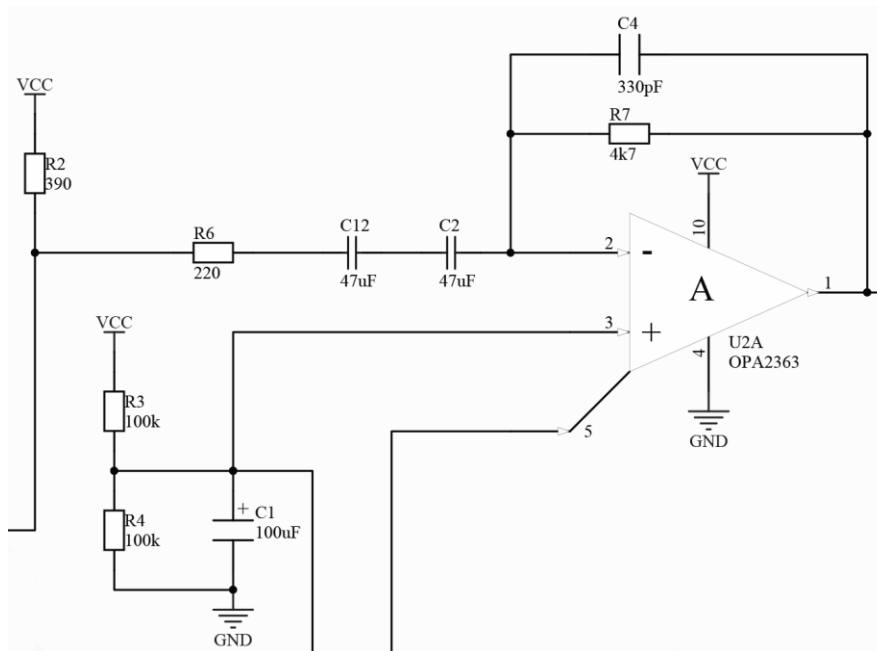 C4
330pF
R7
4k7
VCC
R2
390
VCC
10
R6
220
C12
47uF
C2
47uF
2
-
A
1
3
+
U2A
OPA2363
4
GND
VCC
R3
100k
5
R4
100k
+
C1
100uF
GND